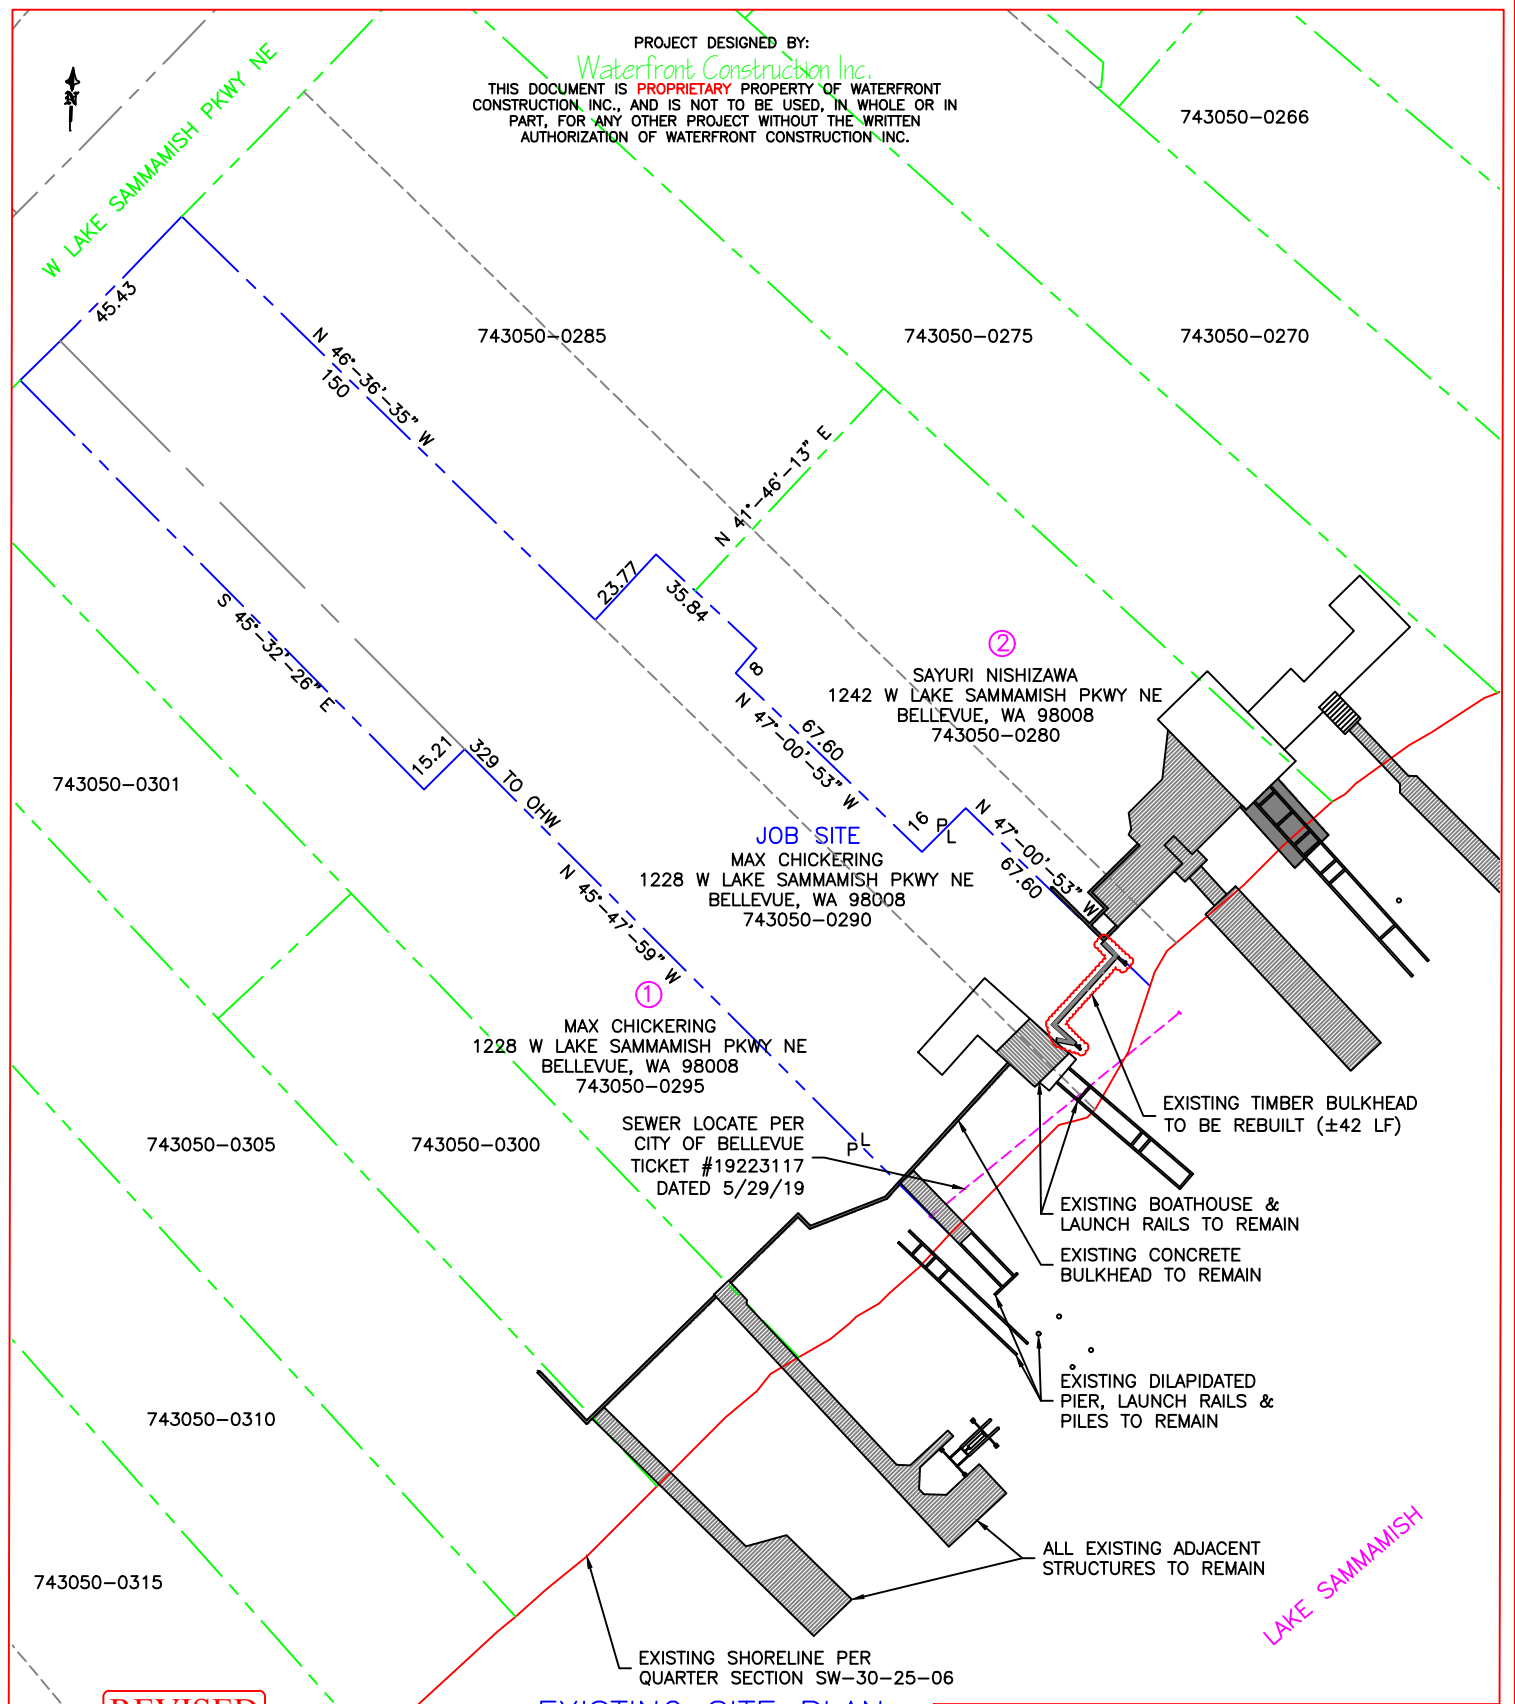 PROJECT DESIGNED BY:
Waterfront Construction Inc.
THIS DOCUMENT IS PROPRIETARY PROPERTY OF WATERFRONT
CONSTRUCTION INC., AND IS NOT TO BE USED, IN WHOLE OR IN
PART, FOR ANY OTHER PROJECT WITHOUT THE WRITTEN
AUTHORIZATION OF WATERFRONT CONSTRUCTION INC.
N
W LAKE SAMMAMISH PKWY NE
743050-0266
45.43
N 46°-36'-35" W
150
743050-0285
743050-0275
743050-0270
N 41°-46'-13" E
23.77
35.84
8
S 45°-32'-26" E
2
SAYURI NISHIZAWA
1242 W LAKE SAMMAMISH PKWY NE
BELLEVUE, WA 98008
743050-0280
67.60
N 47°-00'-53" W
15.21
329 TO OHW
743050-0301
16
PL
N 47°-00'-53" W
67.60
JOB SITE
MAX CHICKERING
1228 W LAKE SAMMAMISH PKWY NE
BELLEVUE, WA 98008
743050-0290
N 45°-47'-59" W
1
MAX CHICKERING
1228 W LAKE SAMMAMISH PKWY NE
BELLEVUE, WA 98008
743050-0295
EXISTING TIMBER BULKHEAD
TO BE REBUILT (±42 LF)
SEWER LOCATE PER
CITY OF BELLEVUE
TICKET #19223117
DATED 5/29/19
PL
743050-0305
743050-0300
EXISTING BOATHOUSE &
LAUNCH RAILS TO REMAIN
EXISTING CONCRETE
BULKHEAD TO REMAIN
EXISTING DILAPIDATED
PIER, LAUNCH RAILS &
PILES TO REMAIN
743050-0310
ALL EXISTING ADJACENT
STRUCTURES TO REMAIN
LAKE SAMMAMISH
743050-0315
EXISTING SHORELINE PER
QUARTER SECTION SW-30-25-06
REVISED
EXISTING SITE PLAN